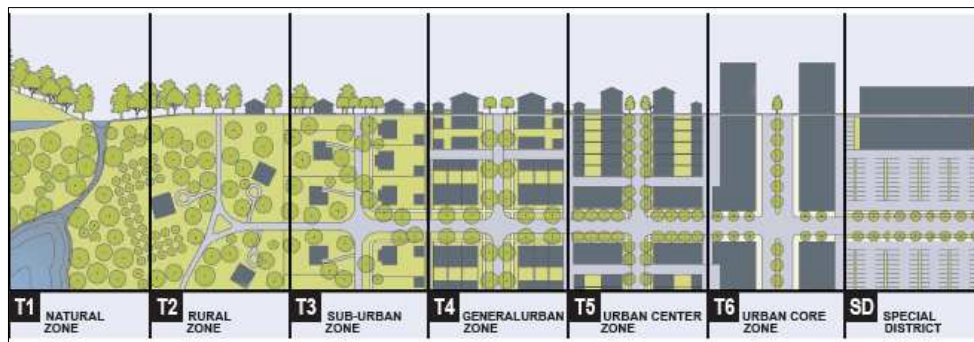 T1 NATURAL
ZONE
T2 RURAL
ZONE
T3 SUB-URBAN
ZONE
T4 GENERALURBAN
ZONE
T5 URBAN CENTER
ZONE
T6 URBAN CORE
ZONE
SD SPECIAL
DISTRICT